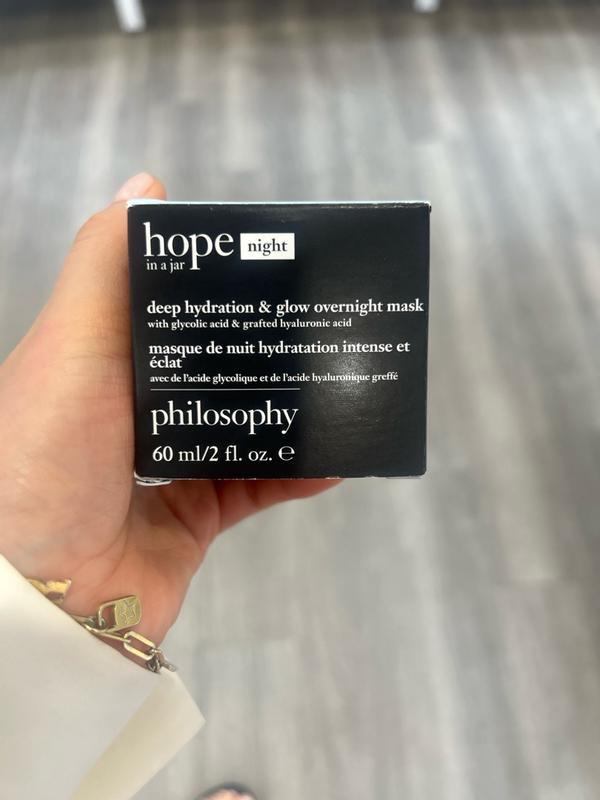 hope night
in a jar
deep hydration & glow overnight mask
with glycolic acid & grafted hyaluronic acid
masque de nuit hydratation intense et
éclat
avec de l'acide glycolique et de l'acide hyaluronique greffé
philosophy
60 ml/2 fl. oz. ℮